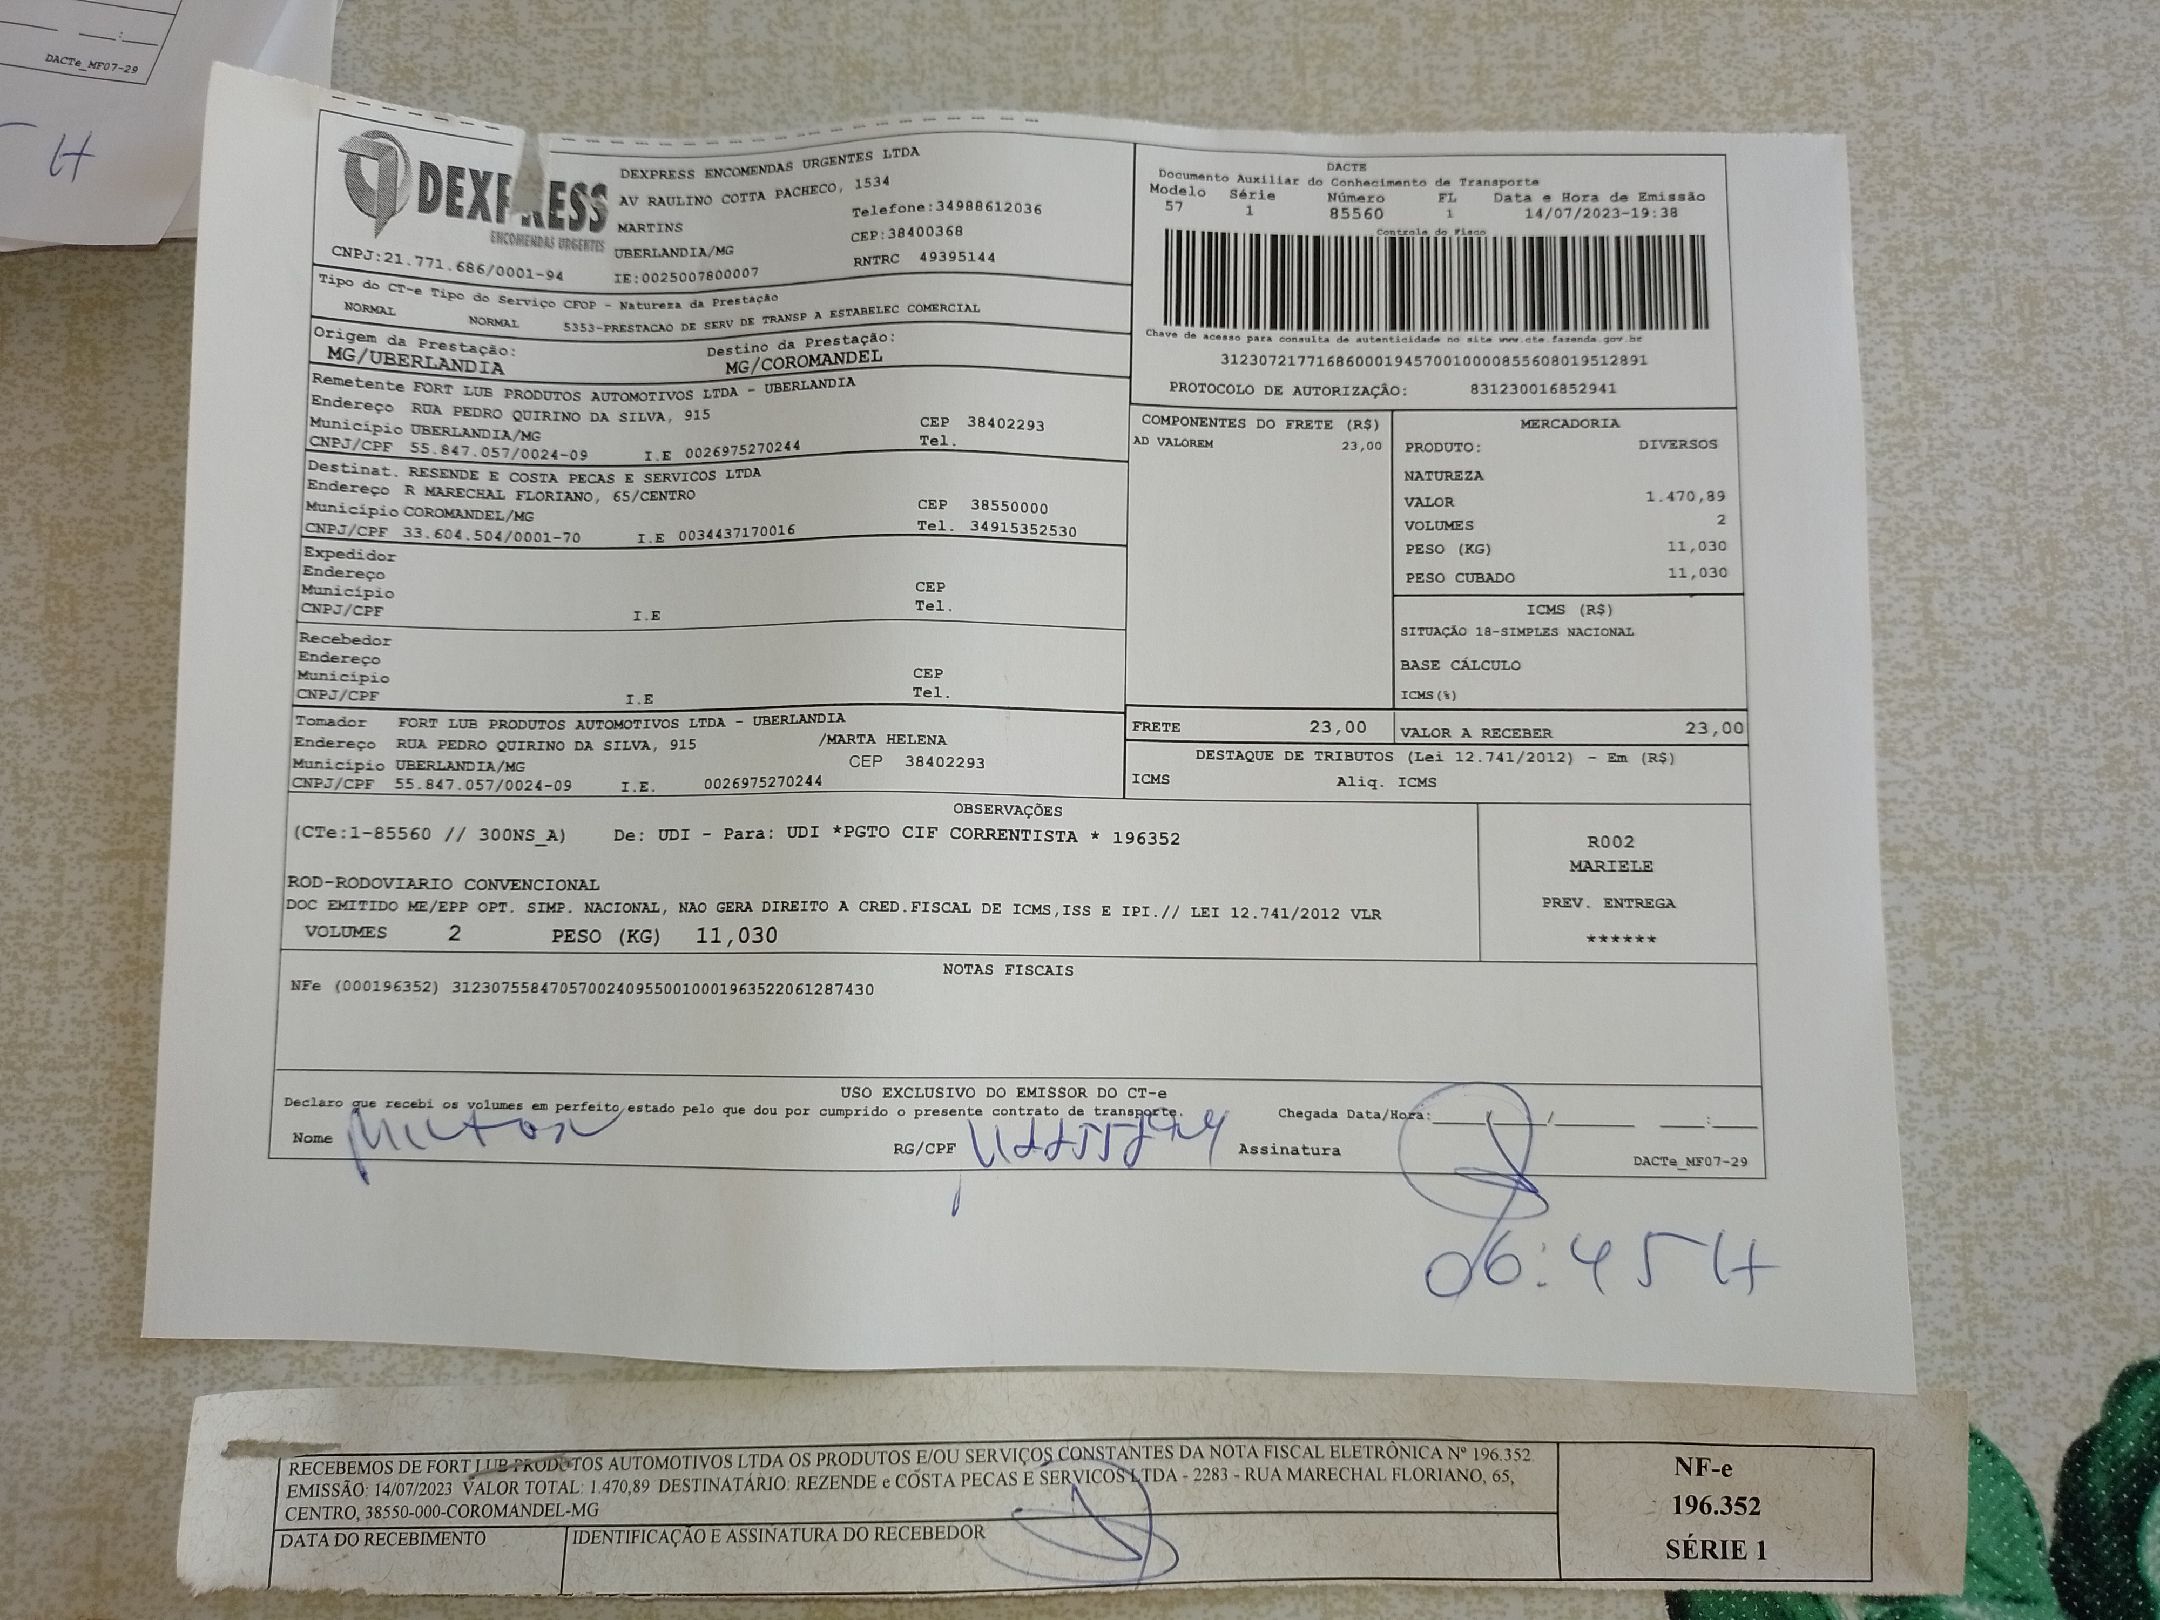 DACTe_MF07-29
5 H
DEXPRESS
ENCOMENDAS URGENTES
CNPJ:21.771.686/0001-94
DEXPRESS ENCOMENDAS URGENTES LTDA
AV RAULINO COTTA PACHECO, 1534
Telefone:34988612036
MARTINS
CEP:38400368
UBERLANDIA/MG
RNTRC 49395144
IE:0025007800007
DACTE
Documento Auxiliar do Conhecimento de Transporte
Modelo Série Número FL Data e Hora de Emissão
57 1 85560 1 14/07/2023-19:38
Controle do Fisco
Chave de acesso para consulta de autenticidade no site www.cte.fazenda.gov.br
31230721771686000194570010000855608019512891
PROTOCOLO DE AUTORIZAÇÃO: 831230016852941
Tipo do CT-e Tipo do Serviço CFOP - Natureza da Prestação
NORMAL NORMAL 5353-PRESTACAO DE SERV DE TRANSP A ESTABELEC COMERCIAL
Origem da Prestação: Destino da Prestação:
MG/UBERLANDIA MG/COROMANDEL
Remetente FORT LUB PRODUTOS AUTOMOTIVOS LTDA - UBERLANDIA
Endereço RUA PEDRO QUIRINO DA SILVA, 915
Município UBERLANDIA/MG CEP 38402293
CNPJ/CPF 55.847.057/0024-09 I.E 0026975270244 Tel.
Destinat. RESENDE E COSTA PECAS E SERVICOS LTDA
Endereço R MARECHAL FLORIANO, 65/CENTRO
Município COROMANDEL/MG CEP 38550000
CNPJ/CPF 33.604.504/0001-70 I.E 0034437170016 Tel. 34915352530
Expedidor
Endereço
Município CEP
CNPJ/CPF I.E Tel.
Recebedor
Endereço
Município CEP
CNPJ/CPF I.E Tel.
Tomador FORT LUB PRODUTOS AUTOMOTIVOS LTDA - UBERLANDIA
Endereço RUA PEDRO QUIRINO DA SILVA, 915 /MARTA HELENA
Município UBERLANDIA/MG CEP 38402293
CNPJ/CPF 55.847.057/0024-09 I.E. 0026975270244
COMPONENTES DO FRETE (R$)
AD VALOREM 23,00
MERCADORIA
PRODUTO: DIVERSOS
NATUREZA
VALOR 1.470,89
VOLUMES 2
PESO (KG) 11,030
PESO CUBADO 11,030
ICMS (R$)
SITUAÇÃO 18-SIMPLES NACIONAL
BASE CÁLCULO
ICMS(%)
FRETE 23,00 VALOR A RECEBER 23,00
DESTAQUE DE TRIBUTOS (Lei 12.741/2012) - Em (R$)
ICMS Aliq. ICMS
OBSERVAÇÕES
(CTe:1-85560 // 300NS_A) De: UDI - Para: UDI *PGTO CIF CORRENTISTA * 196352
ROD-RODOVIARIO CONVENCIONAL
DOC EMITIDO ME/EPP OPT. SIMP. NACIONAL, NAO GERA DIREITO A CRED.FISCAL DE ICMS,ISS E IPI.// LEI 12.741/2012 VLR
VOLUMES 2 PESO (KG) 11,030
R002
MARIELE
PREV. ENTREGA
******
NOTAS FISCAIS
NFe (000196352) 31230755847057002409550010001963522061287430
USO EXCLUSIVO DO EMISSOR DO CT-e
Declaro que recebi os volumes em perfeito estado pelo que dou por cumprido o presente contrato de transporte.
Chegada Data/Hora:____/____/____ ___:___
Nome Milton RG/CPF Assinatura
DACTe_MF07-29
06:45 H
RECEBEMOS DE FORT LUB PRODUTOS AUTOMOTIVOS LTDA OS PRODUTOS E/OU SERVIÇOS CONSTANTES DA NOTA FISCAL ELETRÔNICA Nº 196.352.
EMISSÃO: 14/07/2023 VALOR TOTAL: 1.470,89 DESTINATÁRIO: REZENDE e COSTA PECAS E SERVICOS LTDA - 2283 - RUA MARECHAL FLORIANO, 65,
CENTRO, 38550-000-COROMANDEL-MG
DATA DO RECEBIMENTO IDENTIFICAÇÃO E ASSINATURA DO RECEBEDOR
NF-e
196.352
SÉRIE 1